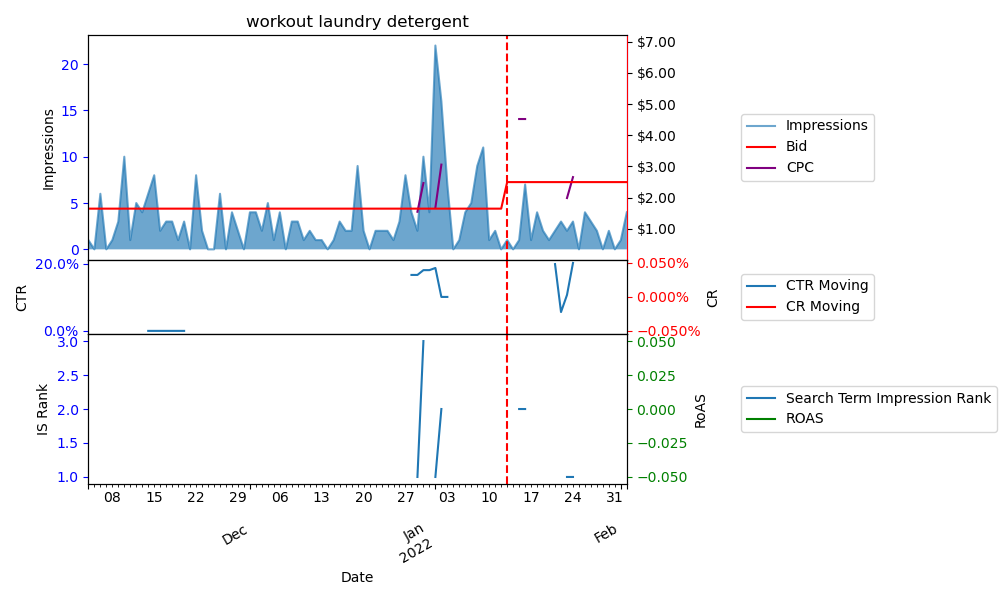 workout laundry detergent
Impressions
20
15
10
5
0
$7.00
$6.00
$5.00
$4.00
$3.00
$2.00
$1.00
Impressions
Bid
CPC
CTR
20.0%
0.0%
0.050%
0.000%
−0.050%
CR
CTR Moving
CR Moving
IS Rank
3.0
2.5
2.0
1.5
1.0
0.050
0.025
0.000
−0.025
−0.050
RoAS
Search Term Impression Rank
ROAS
08 15 22 29 06 13 20 27 03 10 17 24 31
Dec Jan Feb
2022
Date